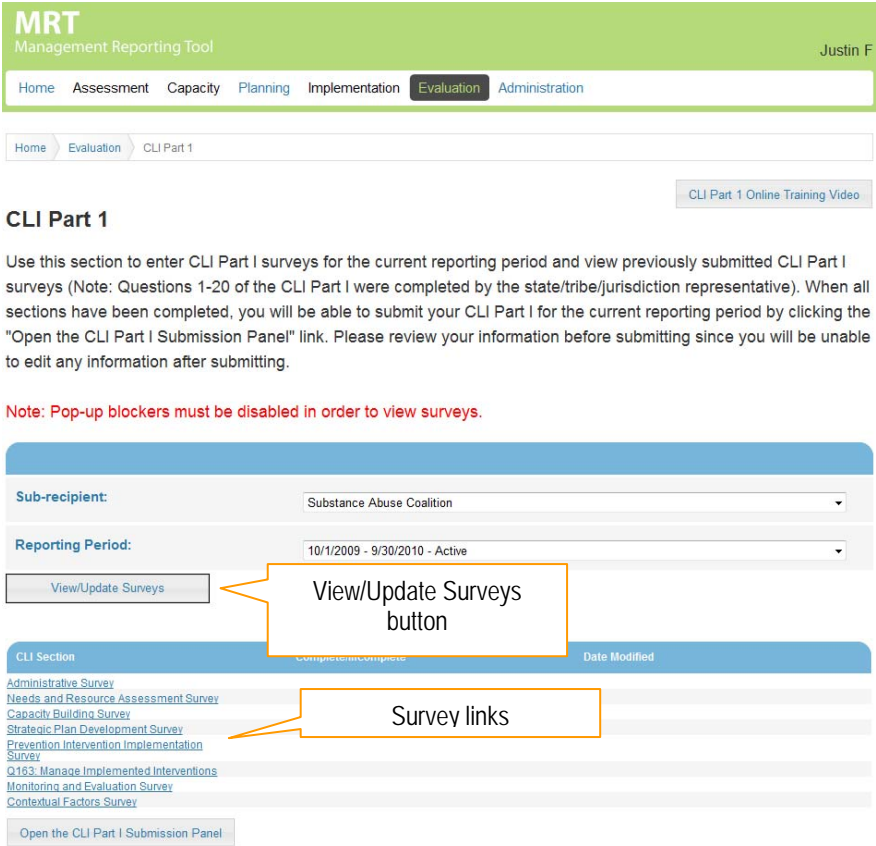 MRT
Management Reporting Tool
Justin F
Home Assessment Capacity Planning Implementation Evaluation Administration
Home Evaluation CLI Part 1
CLI Part 1 Online Training Video
CLI Part 1
Use this section to enter CLI Part I surveys for the current reporting period and view previously submitted CLI Part I
surveys (Note: Questions 1-20 of the CLI Part I were completed by the state/tribe/jurisdiction representative). When all
sections have been completed, you will be able to submit your CLI Part I for the current reporting period by clicking the
"Open the CLI Part I Submission Panel" link. Please review your information before submitting since you will be unable
to edit any information after submitting.
Note: Pop-up blockers must be disabled in order to view surveys.
Sub-recipient: Substance Abuse Coalition
Reporting Period: 10/1/2009 - 9/30/2010 - Active
View/Update Surveys
View/Update Surveys
button
CLI Section Complete/Incomplete Date Modified
Administrative Survey
Needs and Resource Assessment Survey
Capacity Building Survey
Strategic Plan Development Survey
Prevention Intervention Implementation
Survey
Q163: Manage Implemented Interventions
Monitoring and Evaluation Survey
Contextual Factors Survey
Survey links
Open the CLI Part I Submission Panel